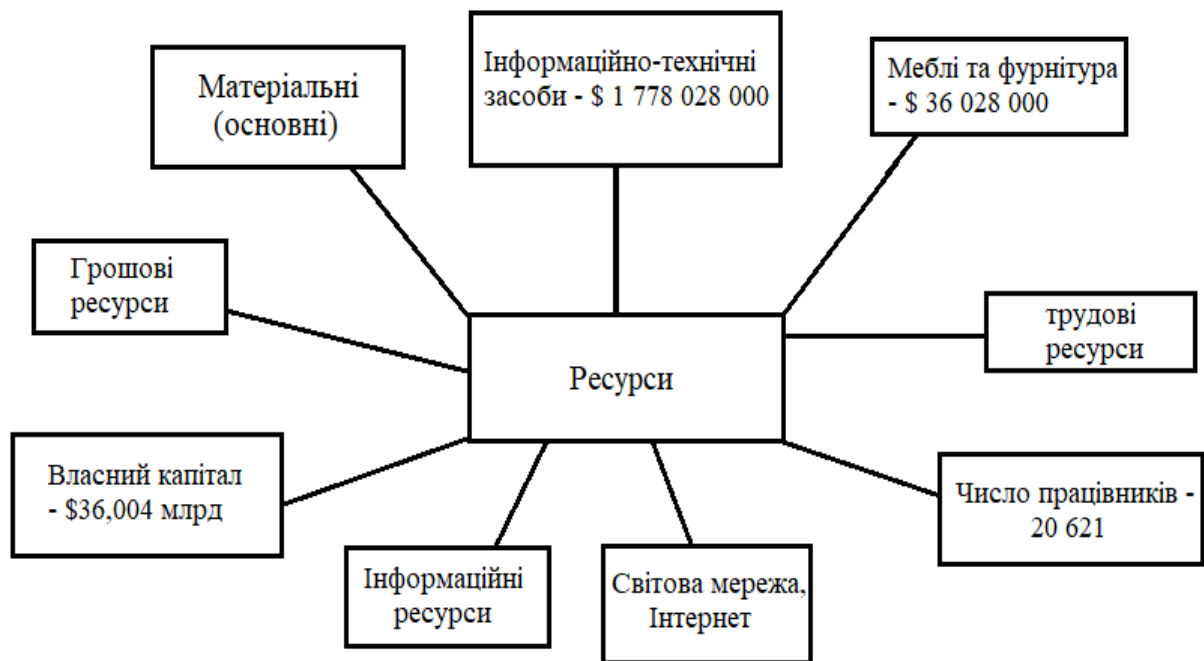 Матеріальні
(основні)
Інформаційно-технічні
засоби - $ 1 778 028 000
Меблі та фурнітура
- $ 36 028 000
Грошові
ресурси
трудові
ресурси
Ресурси
Власний капітал
- $36,004 млрд
Число працівників -
20 621
Інформаційні
ресурси
Світова мережа,
Інтернет